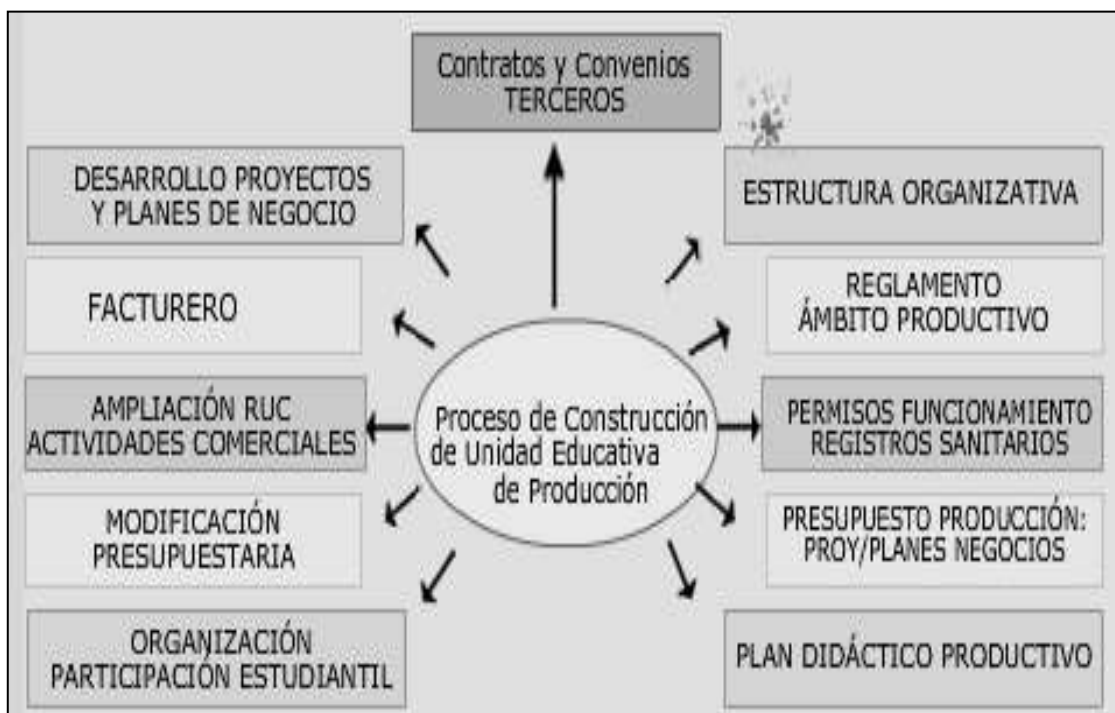 Contratos y Convenios
TERCEROS
DESARROLLO PROYECTOS
Y PLANES DE NEGOCIO
ESTRUCTURA ORGANIZATIVA
FACTURERO
REGLAMENTO
ÁMBITO PRODUCTIVO
AMPLIACIÓN RUC
ACTIVIDADES COMERCIALES
Proceso de Construcción
de Unidad Educativa
de Producción
PERMISOS FUNCIONAMIENTO
REGISTROS SANITARIOS
MODIFICACIÓN
PRESUPUESTARIA
PRESUPUESTO PRODUCCIÓN:
PROY/PLANES NEGOCIOS
ORGANIZACIÓN
PARTICIPACIÓN ESTUDIANTIL
PLAN DIDÁCTICO PRODUCTIVO